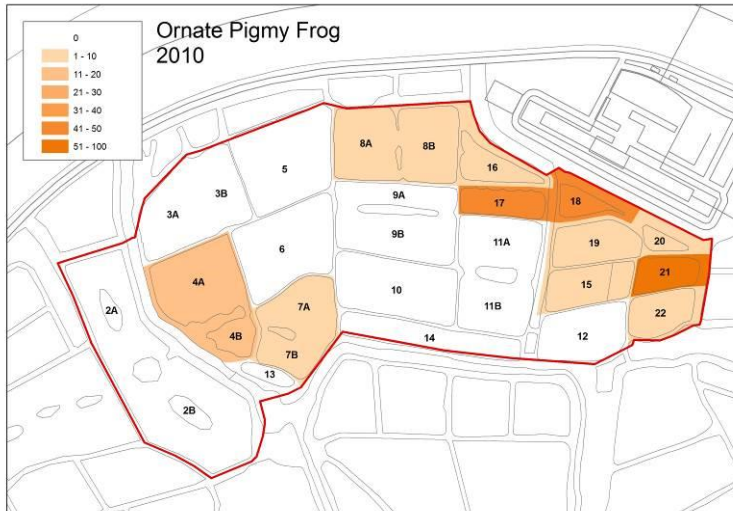 Ornate Pigmy Frog
2010
0
1 - 10
11 - 20
21 - 30
31 - 40
41 - 50
51 - 100
8A
8B
16
5
3B
3A
9A
17
18
9B
11A
19
20
6
4A
15
21
2A
10
7A
11B
22
4B
14
12
7B
13
2B